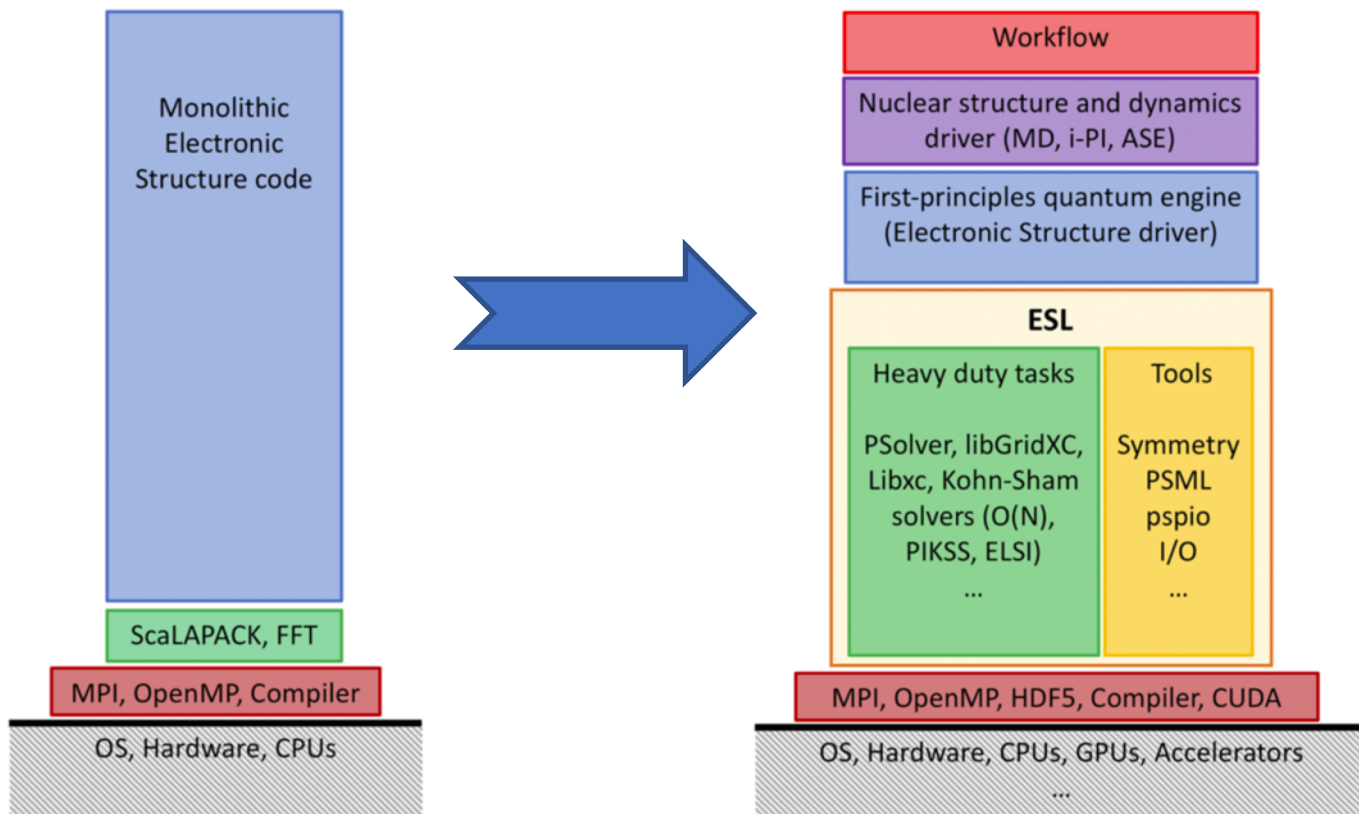 Monolithic
Electronic
Structure code
ScaLAPACK, FFT
MPI, OpenMP, Compiler
OS, Hardware, CPUs
Workflow
Nuclear structure and dynamics
driver (MD, i-PI, ASE)
First-principles quantum engine
(Electronic Structure driver)
ESL
Heavy duty tasks
PSolver, libGridXC,
Libxc, Kohn-Sham
solvers (O(N),
PIKSS, ELSI)
...
Tools
Symmetry
PSML
pspio
I/O
...
MPI, OpenMP, HDF5, Compiler, CUDA
OS, Hardware, CPUs, GPUs, Accelerators
...